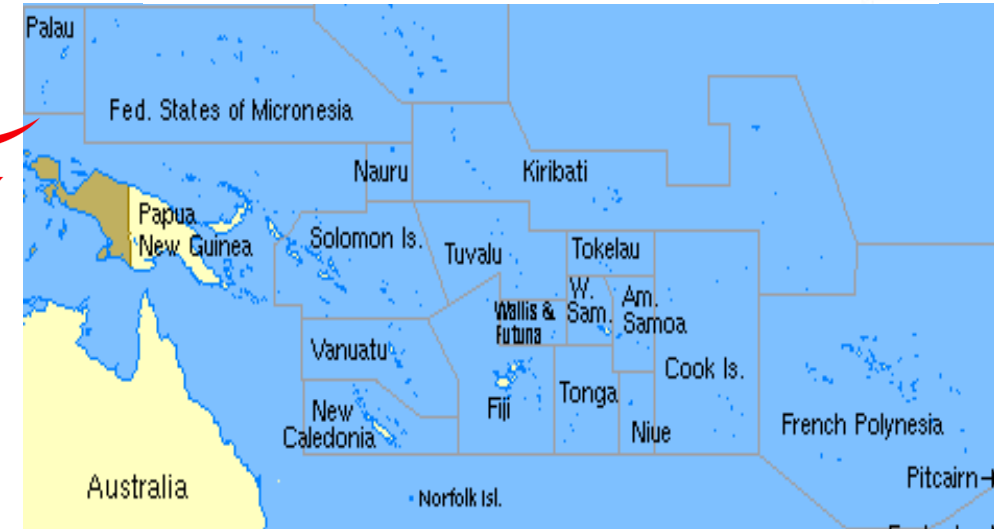 Palau
Fed. States of Micronesia
Nauru
Kiribati
Papua
New Guinea
Solomon Is.
Tuvalu
Tokelau
W.
Sam.
Am.
Samoa
Wallis &
Futuna
Vanuatu
Cook Is.
Fiji
Tonga
New
Caledonia
Niue
French Polynesia
Pitcairn
Australia
Norfolk Isl.